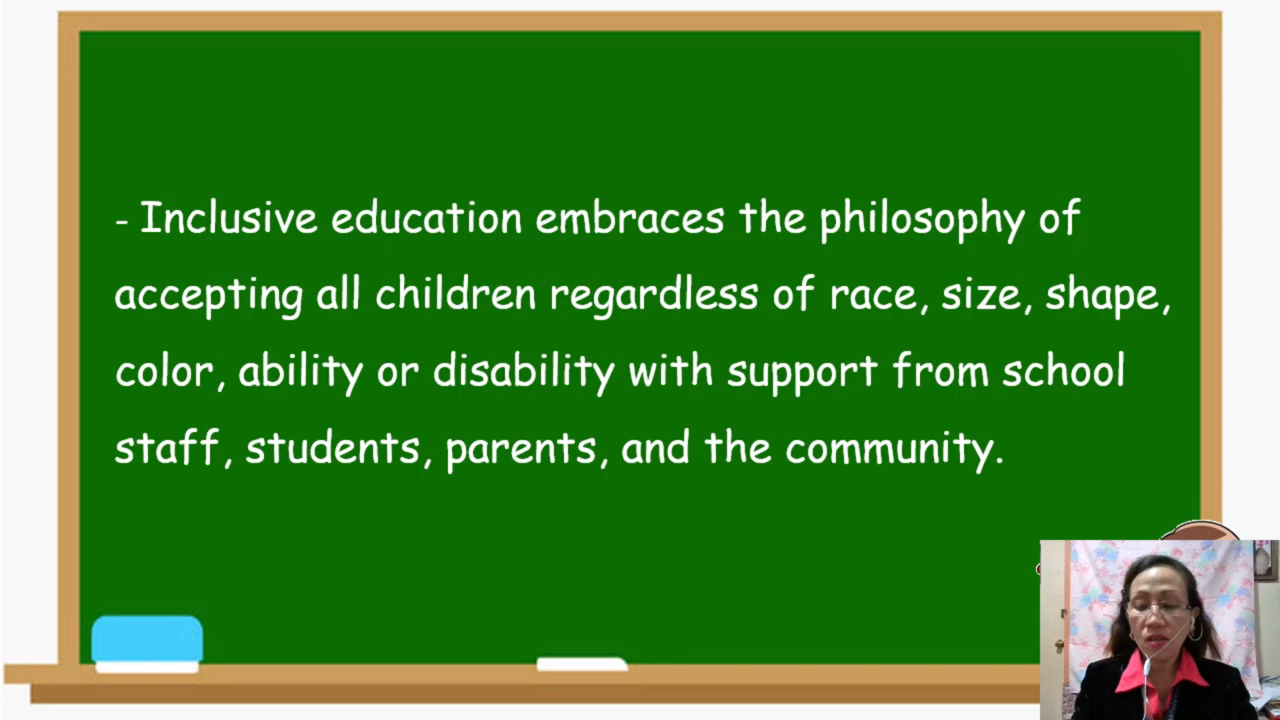 - Inclusive education embraces the philosophy of
accepting all children regardless of race, size, shape,
color, ability or disability with support from school
staff, students, parents, and the community.